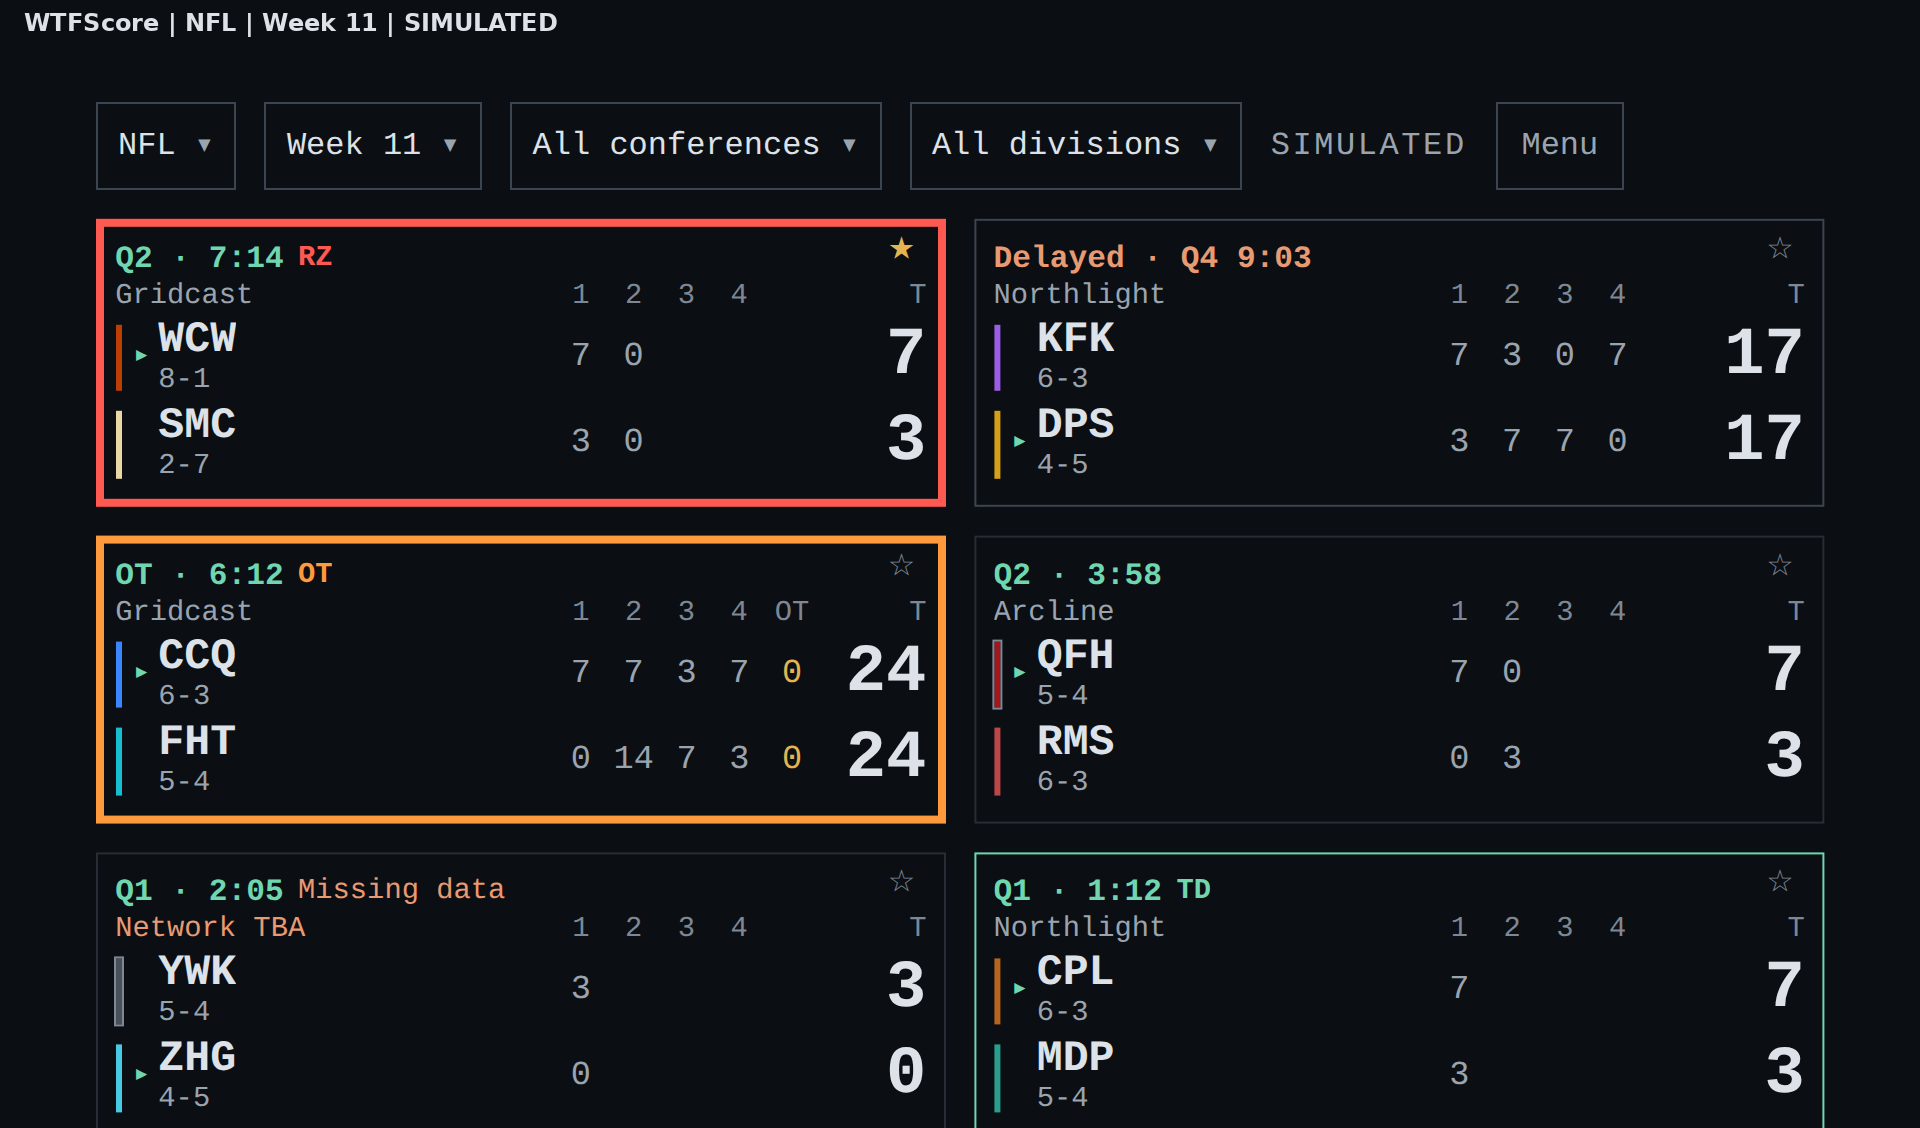 WTFScore | NFL | Week 11 | SIMULATED
NFL ▼ Week 11 ▼ All conferences ▼ All divisions ▼ SIMULATED Menu
Q2 · 7:14 RZ ★
Gridcast 1 2 3 4 T
▶ WCW 7 0 7
8-1
SMC 3 0 3
2-7
Delayed · Q4 9:03 ☆
Northlight 1 2 3 4 T
KFK 7 3 0 7 17
6-3
▶ DPS 3 7 7 0 17
4-5
OT · 6:12 OT ☆
Gridcast 1 2 3 4 OT T
▶ CCQ 7 7 3 7 0 24
6-3
FHT 0 14 7 3 0 24
5-4
Q2 · 3:58 ☆
Arcline 1 2 3 4 T
▶ QFH 7 0 7
5-4
RMS 0 3 3
6-3
Q1 · 2:05 Missing data ☆
Network TBA 1 2 3 4 T
YWK 3 3
5-4
▶ ZHG 0 0
4-5
Q1 · 1:12 TD ☆
Northlight 1 2 3 4 T
▶ CPL 7 7
6-3
MDP 3 3
5-4